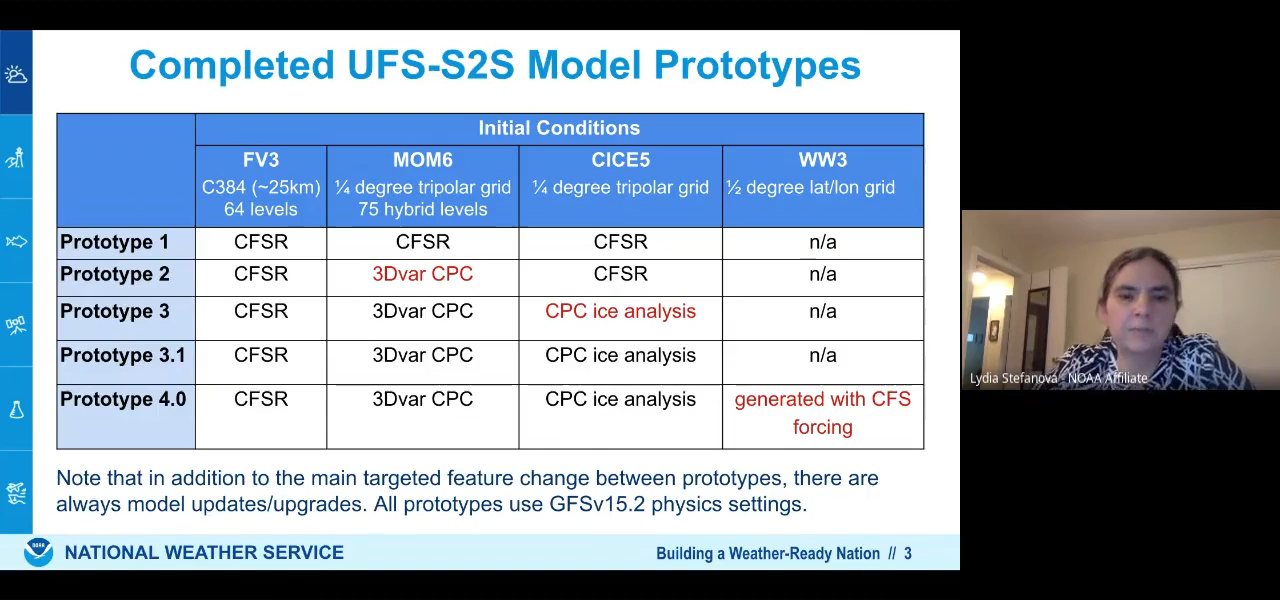 Completed UFS-S2S Model Prototypes
Initial Conditions
FV3 MOM6 CICE5 WW3
C384 (~25km) ¼ degree tripolar grid ¼ degree tripolar grid ½ degree lat/lon grid
64 levels 75 hybrid levels
Prototype 1 CFSR CFSR CFSR n/a
Prototype 2 CFSR 3Dvar CPC CFSR n/a
Prototype 3 CFSR 3Dvar CPC CPC ice analysis n/a
Prototype 3.1 CFSR 3Dvar CPC CPC ice analysis n/a
Prototype 4.0 CFSR 3Dvar CPC CPC ice analysis generated with CFS
forcing
Note that in addition to the main targeted feature change between prototypes, there are
always model updates/upgrades. All prototypes use GFSv15.2 physics settings.
NOAA
NATIONAL WEATHER SERVICE
Building a Weather-Ready Nation // 3
Lydia Stefanova - NOAA Affiliate